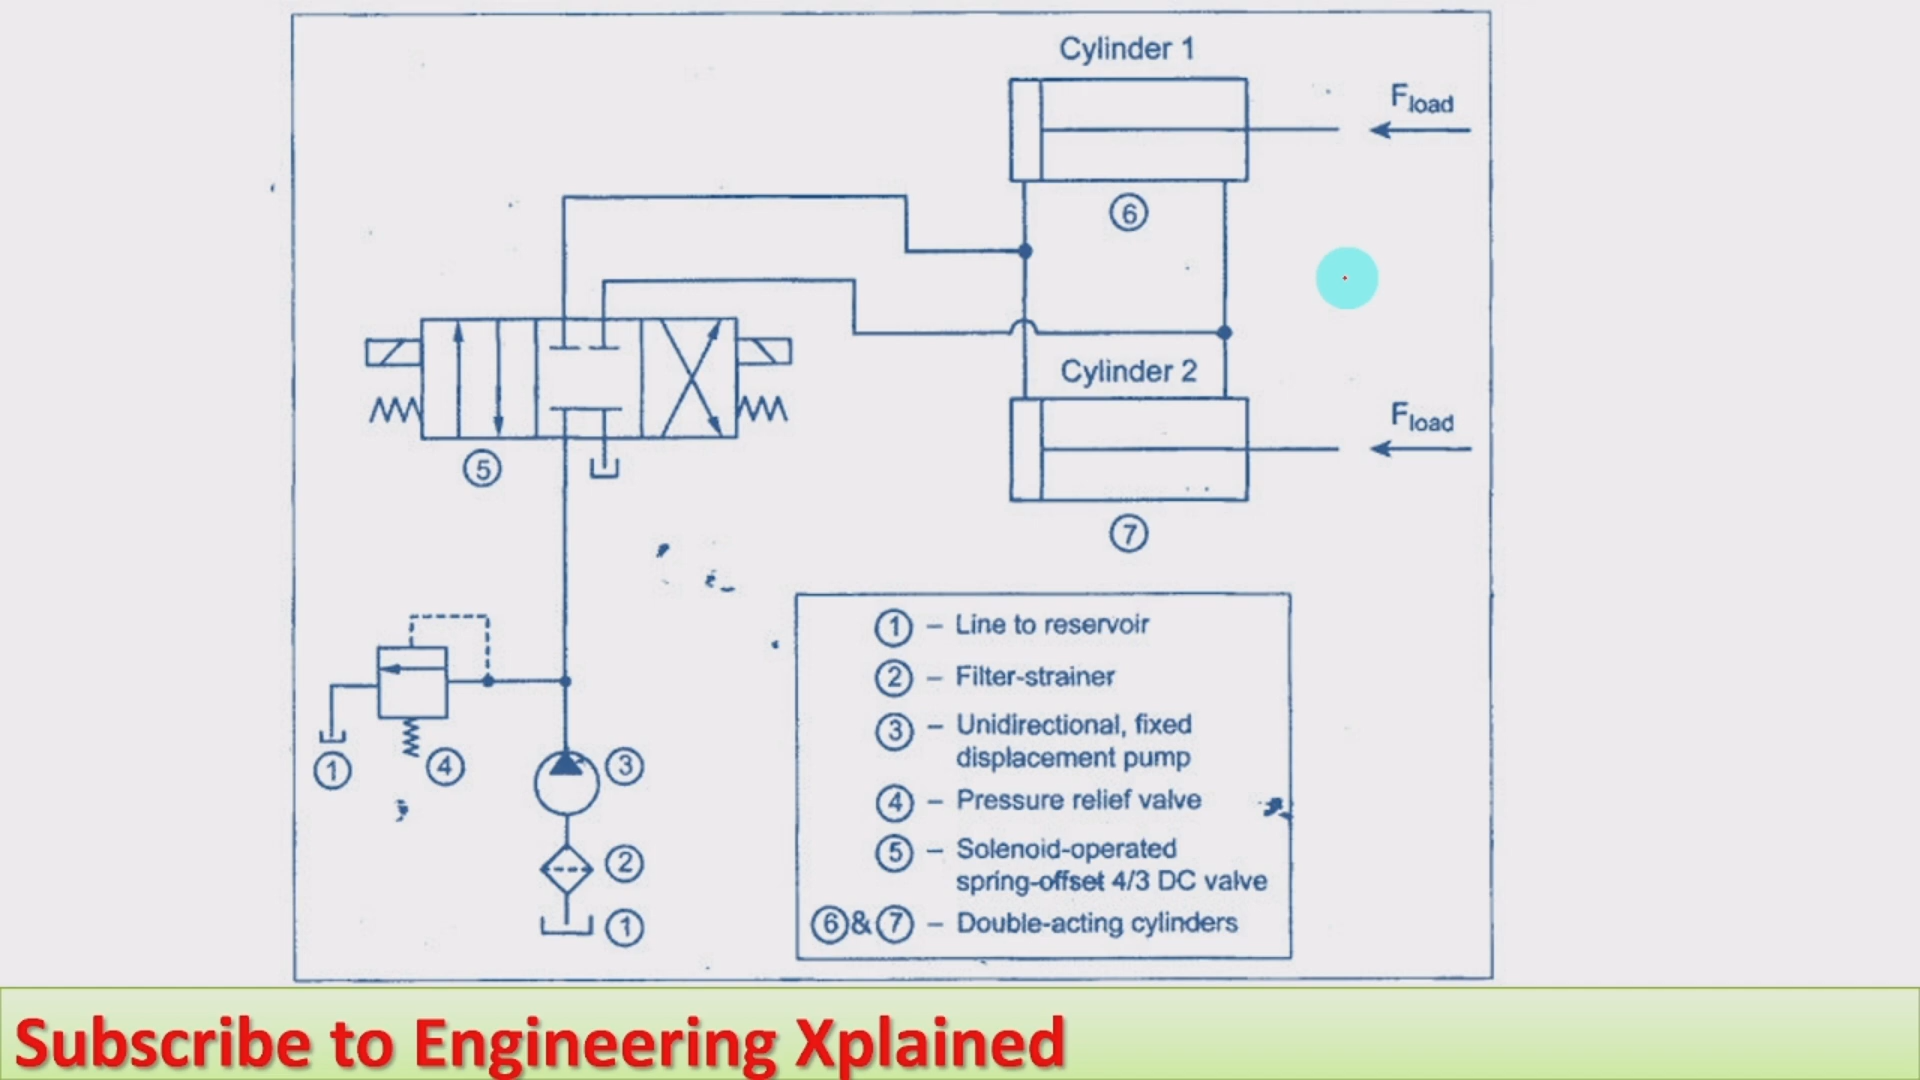 Cylinder 1
Fload
6
Cylinder 2
Fload
5
7
1
4
3
2
1
1 – Line to reservoir
2 – Filter-strainer
3 – Unidirectional, fixed
displacement pump
4 – Pressure relief valve
5 – Solenoid-operated
spring-offset 4/3 DC valve
6&7 – Double-acting cylinders
Subscribe to Engineering Xplained